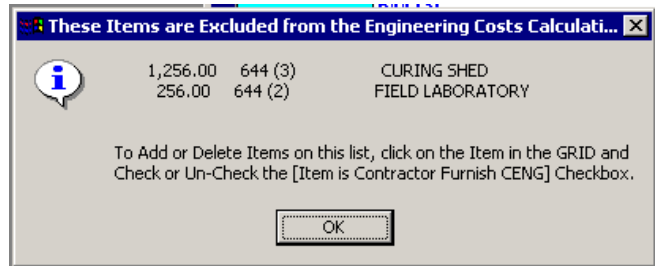 These Items are Excluded from the Engineering Costs Calculati...
1,256.00 644 (3) CURING SHED
256.00 644 (2) FIELD LABORATORY
To Add or Delete Items on this list, click on the Item in the GRID and
Check or Un-Check the [Item is Contractor Furnish CENG] Checkbox.
OK